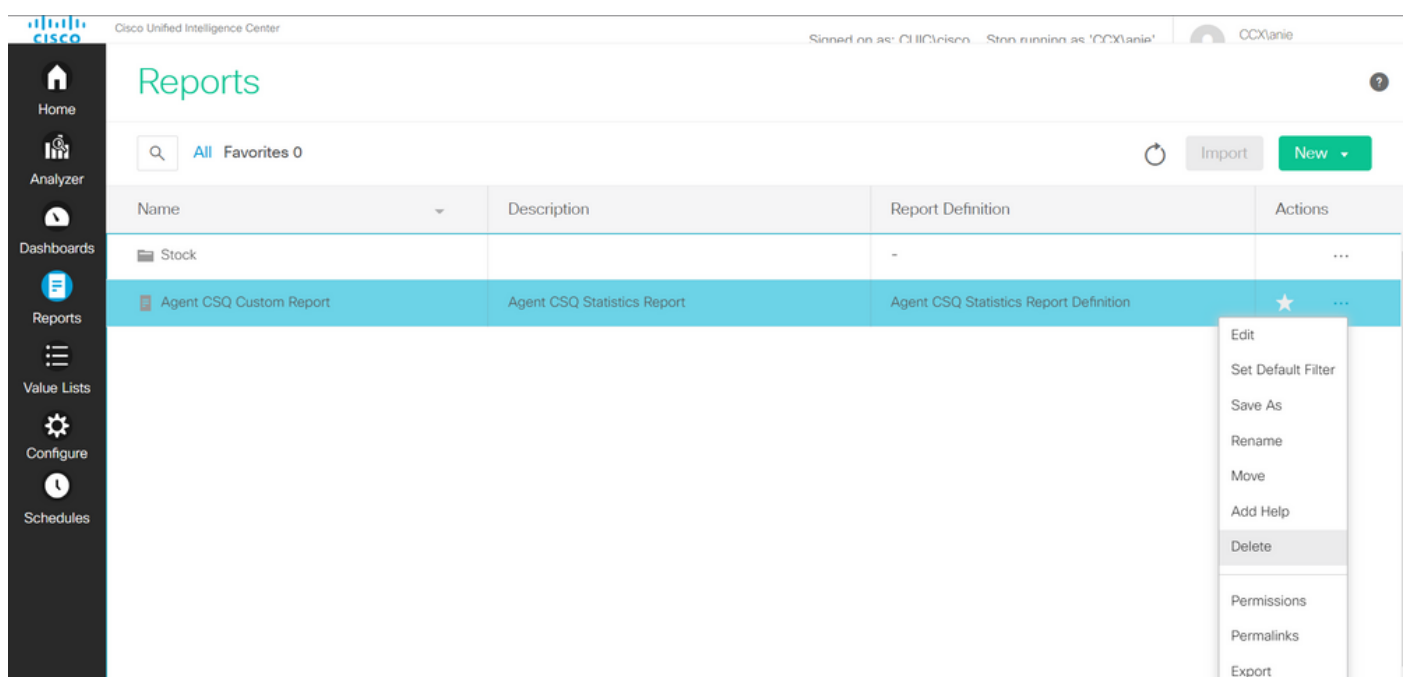 CISCO
Cisco Unified Intelligence Center
Signed on as: CUIC\cisco Stop running as 'CCX\anie'
CCX\anie
Home
Analyzer
Dashboards
Reports
Value Lists
Configure
Schedules
Reports
?
All Favorites 0
Import
New
Name Description Report Definition Actions
Stock - ...
Agent CSQ Custom Report Agent CSQ Statistics Report Agent CSQ Statistics Report Definition ...
Edit
Set Default Filter
Save As
Rename
Move
Add Help
Delete
Permissions
Permalinks
Export